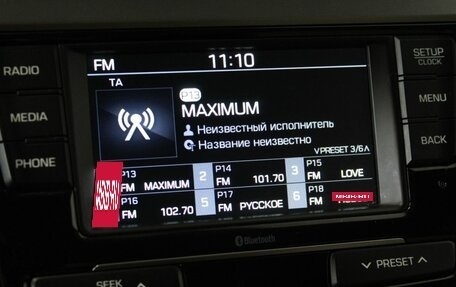 FM 11:10
SETUP
CLOCK
RADIO
TA
P13
MENU
MAXIMUM
Неизвестный исполнитель
MEDIA
Название неизвестно
BACK
VPRESET 3/6Λ
PHONE
P13 FM MAXIMUM
2 P14 FM 101.70
3 P15 FM LOVE
P16 FM 102.70
5 P17 FM РУССКОЕ
6 P18 FM
Bluetooth
SEEK
PRESET